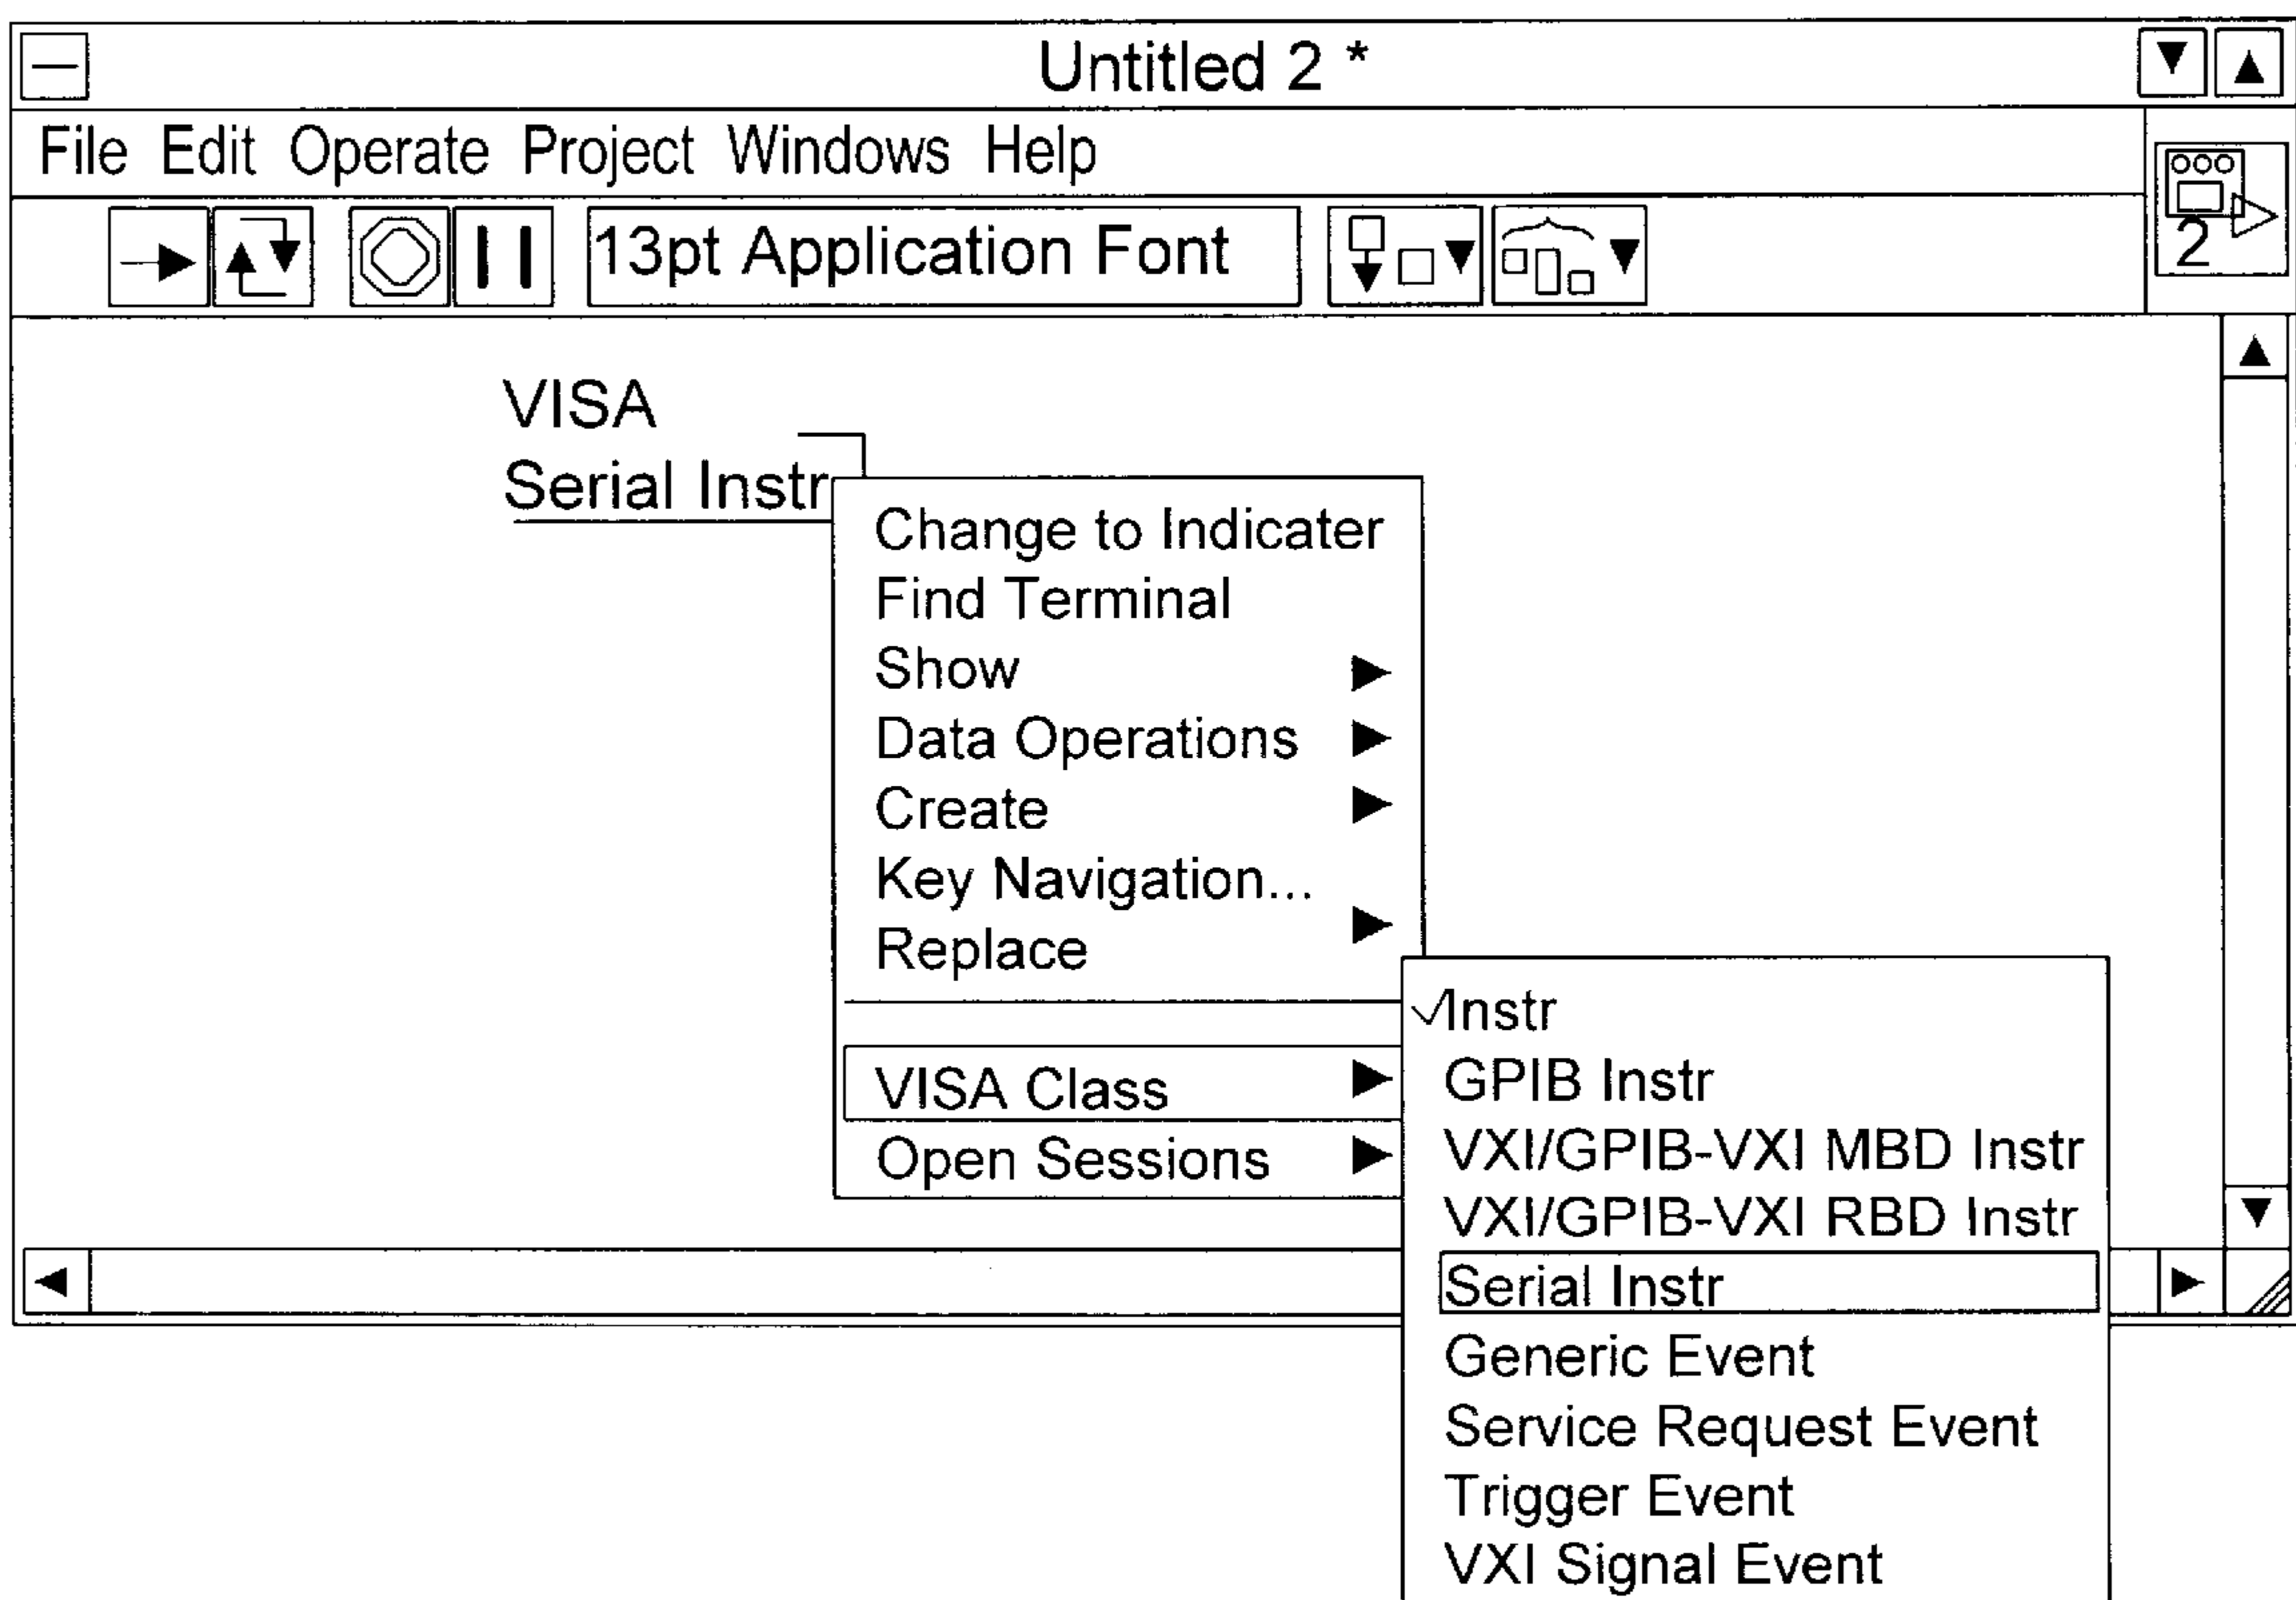 Untitled 2 *
File Edit Operate Project Windows Help
2
13pt Application Font
VISA
Serial Instr
Change to Indicater
Find Terminal
Show
Data Operations
Create
Key Navigation...
Replace
VISA Class
Open Sessions
Instr
GPIB Instr
VXI/GPIB-VXI MBD Instr
VXI/GPIB-VXI RBD Instr
Serial Instr
Generic Event
Service Request Event
Trigger Event
VXI Signal Event